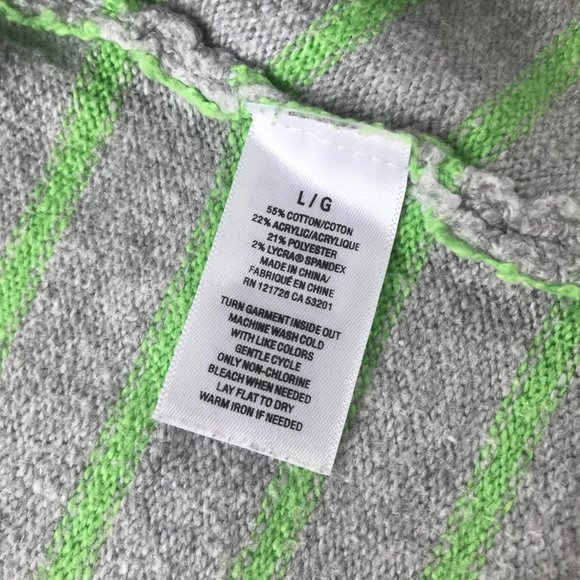 L / G
55% COTTON/COTON
22% ACRYLIC/ACRYLIQUE
21% POLYESTER
2% LYCRA® SPANDEX
MADE IN CHINA/
FABRIQUÉ EN CHINE
RN 121726 CA 53201
TURN GARMENT INSIDE OUT
MACHINE WASH COLD
WITH LIKE COLORS
GENTLE CYCLE
ONLY NON-CHLORINE
BLEACH WHEN NEEDED
LAY FLAT TO DRY
WARM IRON IF NEEDED